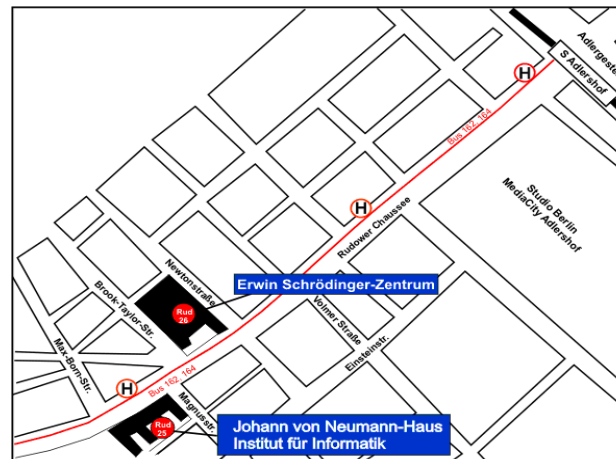 Adlergeste
S Adlershof
H
Bus 162, 164
H
Studio Berlin
MediaCity Adlershof
Rudower Chaussee
Newtonstraße
Erwin Schrödinger-Zentrum
Rud
26
Brook-Taylor-Str.
Volmer Straße
Einsteinstr.
Max-Born-Str.
H
Bus 162, 164
Magnusstr.
Rud
25
Johann von Neumann-Haus
Institut für Informatik